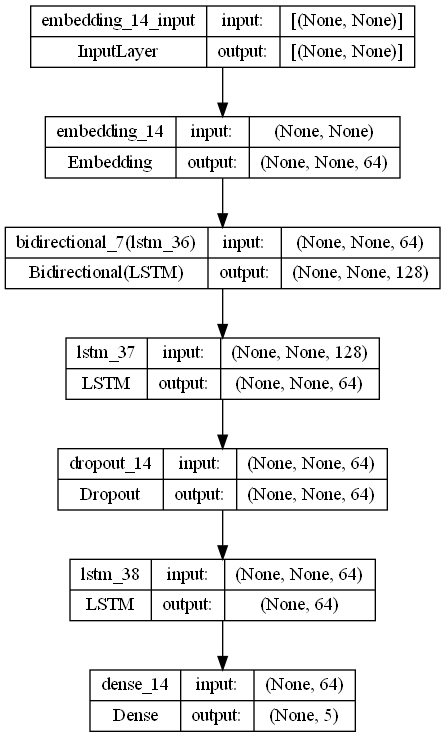 embedding_14_input input: [(None, None)]
InputLayer output: [(None, None)]
embedding_14 input: (None, None)
Embedding output: (None, None, 64)
bidirectional_7(lstm_36) input: (None, None, 64)
Bidirectional(LSTM) output: (None, None, 128)
lstm_37 input: (None, None, 128)
LSTM output: (None, None, 64)
dropout_14 input: (None, None, 64)
Dropout output: (None, None, 64)
lstm_38 input: (None, None, 64)
LSTM output: (None, 64)
dense_14 input: (None, 64)
Dense output: (None, 5)